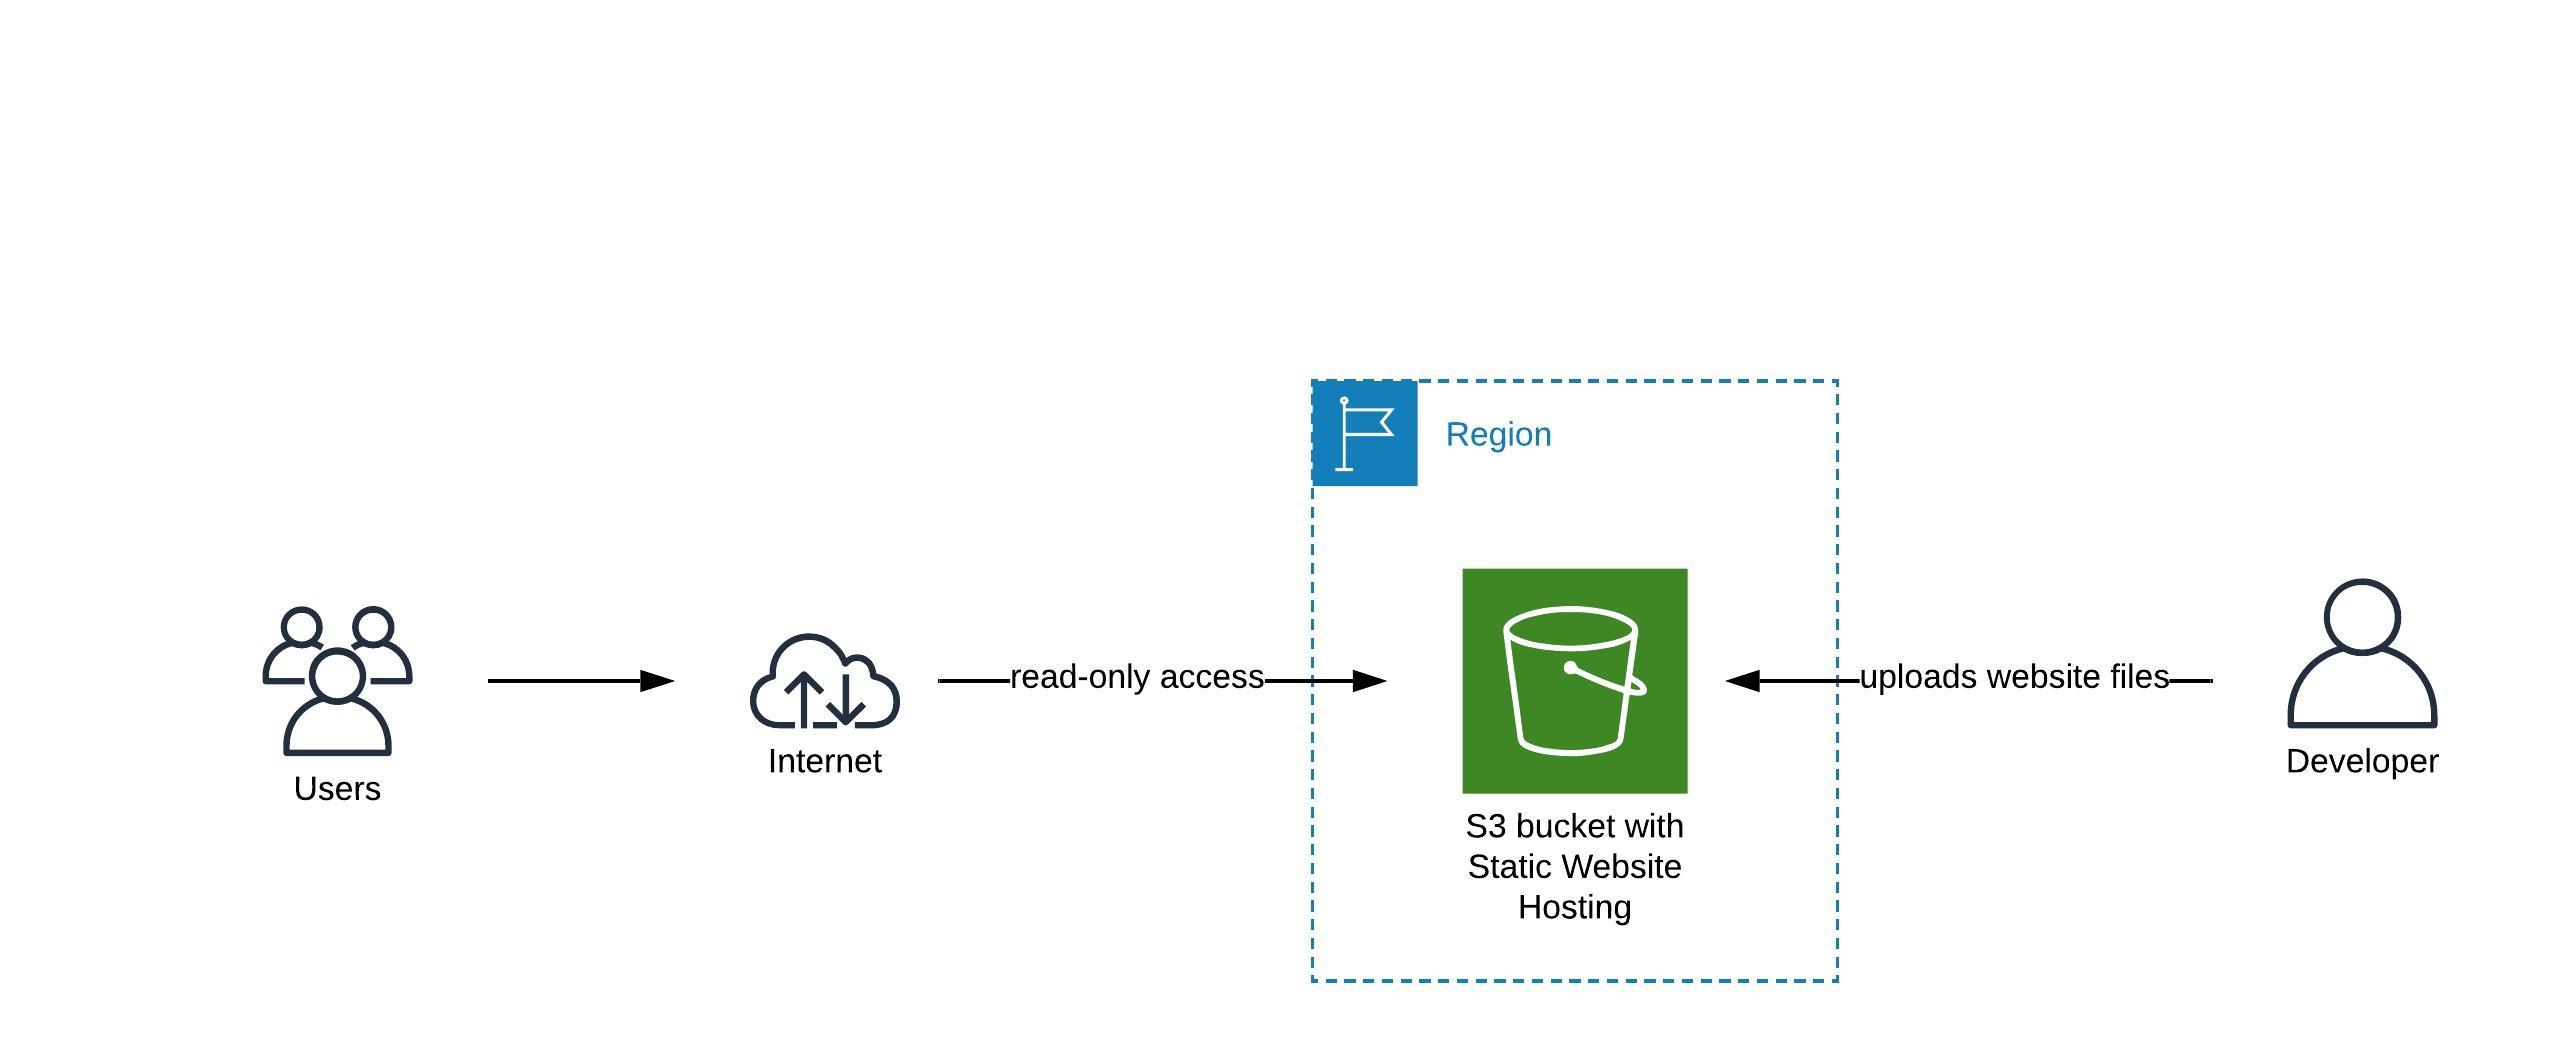 Region
read-only access
uploads website files
Users
Internet
S3 bucket with
Static Website
Hosting
Developer